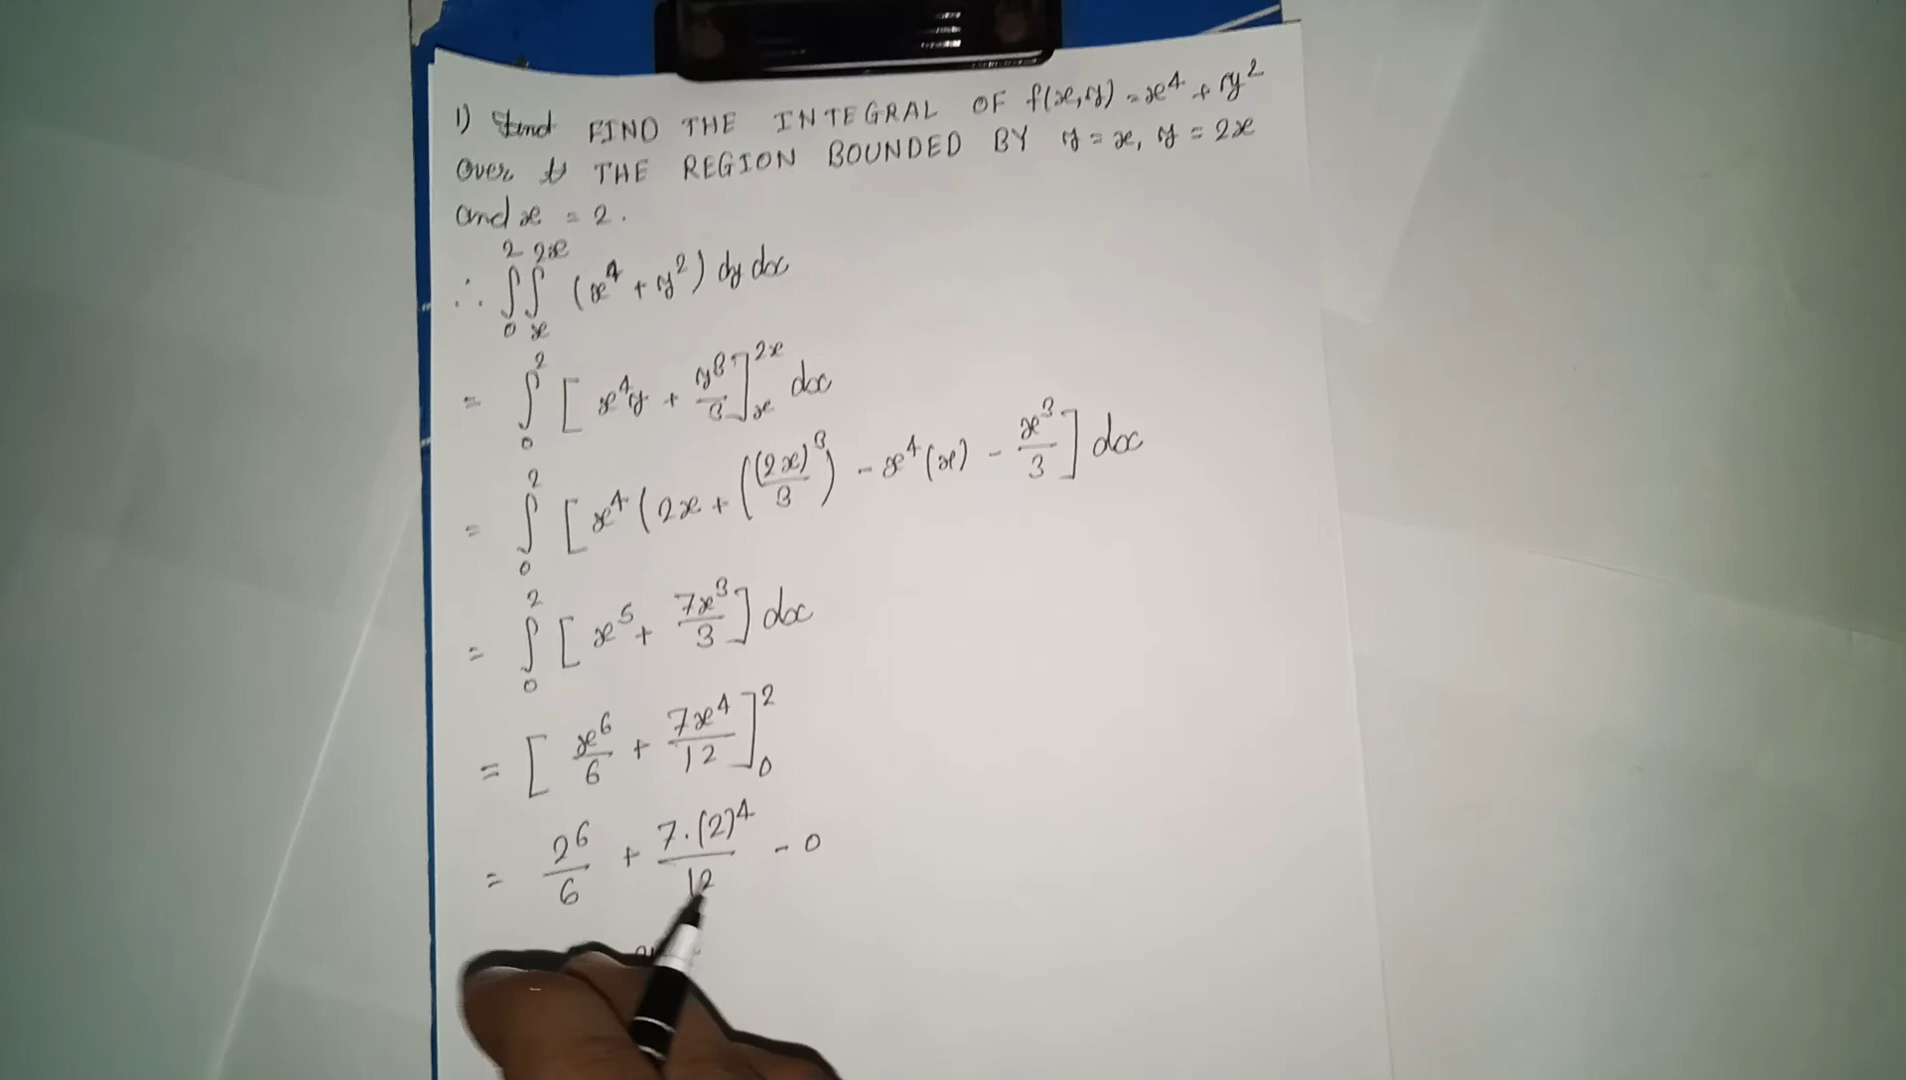 1) Find FIND THE INTEGRAL OF f(x,y) = x⁴ + y²
over t THE REGION BOUNDED BY y = x, y = 2x
and x = 2.
∴ ∫₀² ∫ₓ²ˣ (x⁴ + y²) dy dx
= ∫₀² [ x⁴y + y³/3 ]ₓ²ˣ dx
= ∫₀² [ x⁴(2x + ((2x)³/3) - x⁴(x) - x³/3 ] dx
= ∫₀² [ x⁵ + 7x³/3 ] dx
= [ x⁶/6 + 7x⁴/12 ]₀²
= 2⁶/6 + 7.(2)⁴/12 - 0